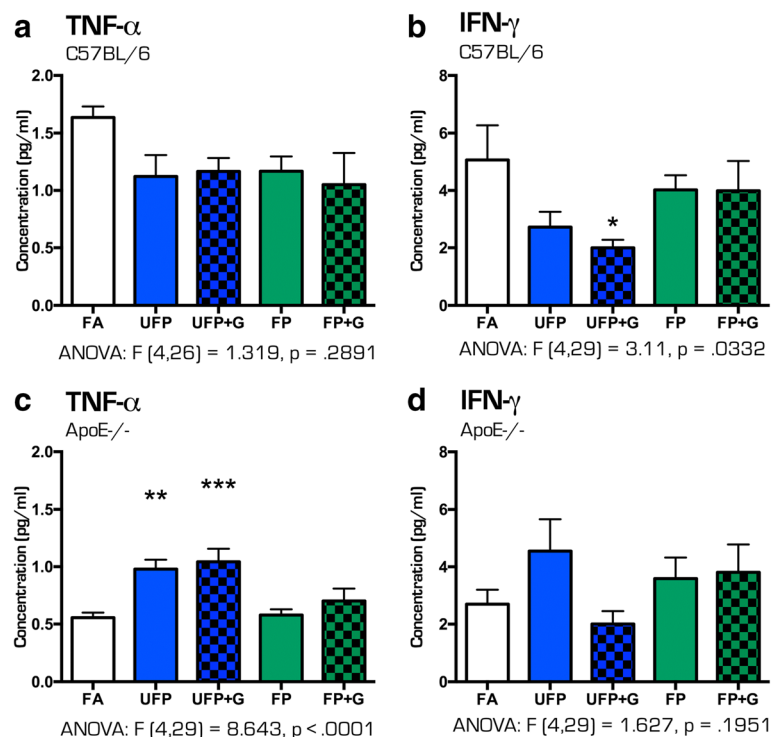 a TNF-α
C57BL/6
Concentration (pg/ml)
2.0
1.5
1.0
0.5
0.0
FA UFP UFP+G FP FP+G
ANOVA: F (4,26) = 1.319, p = .2891
b IFN-γ
C57BL/6
Concentration (pg/ml)
8
6
4
2
0
*
FA UFP UFP+G FP FP+G
ANOVA: F (4,29) = 3.11, p = .0332
c TNF-α
ApoE-/-
Concentration (pg/ml)
2.0
1.5
1.0
0.5
0.0
** ***
FA UFP UFP+G FP FP+G
ANOVA: F (4,29) = 8.643, p < .0001
d IFN-γ
ApoE-/-
Concentration (pg/ml)
8
6
4
2
0
FA UFP UFP+G FP FP+G
ANOVA: F (4,29) = 1.627, p = .1951